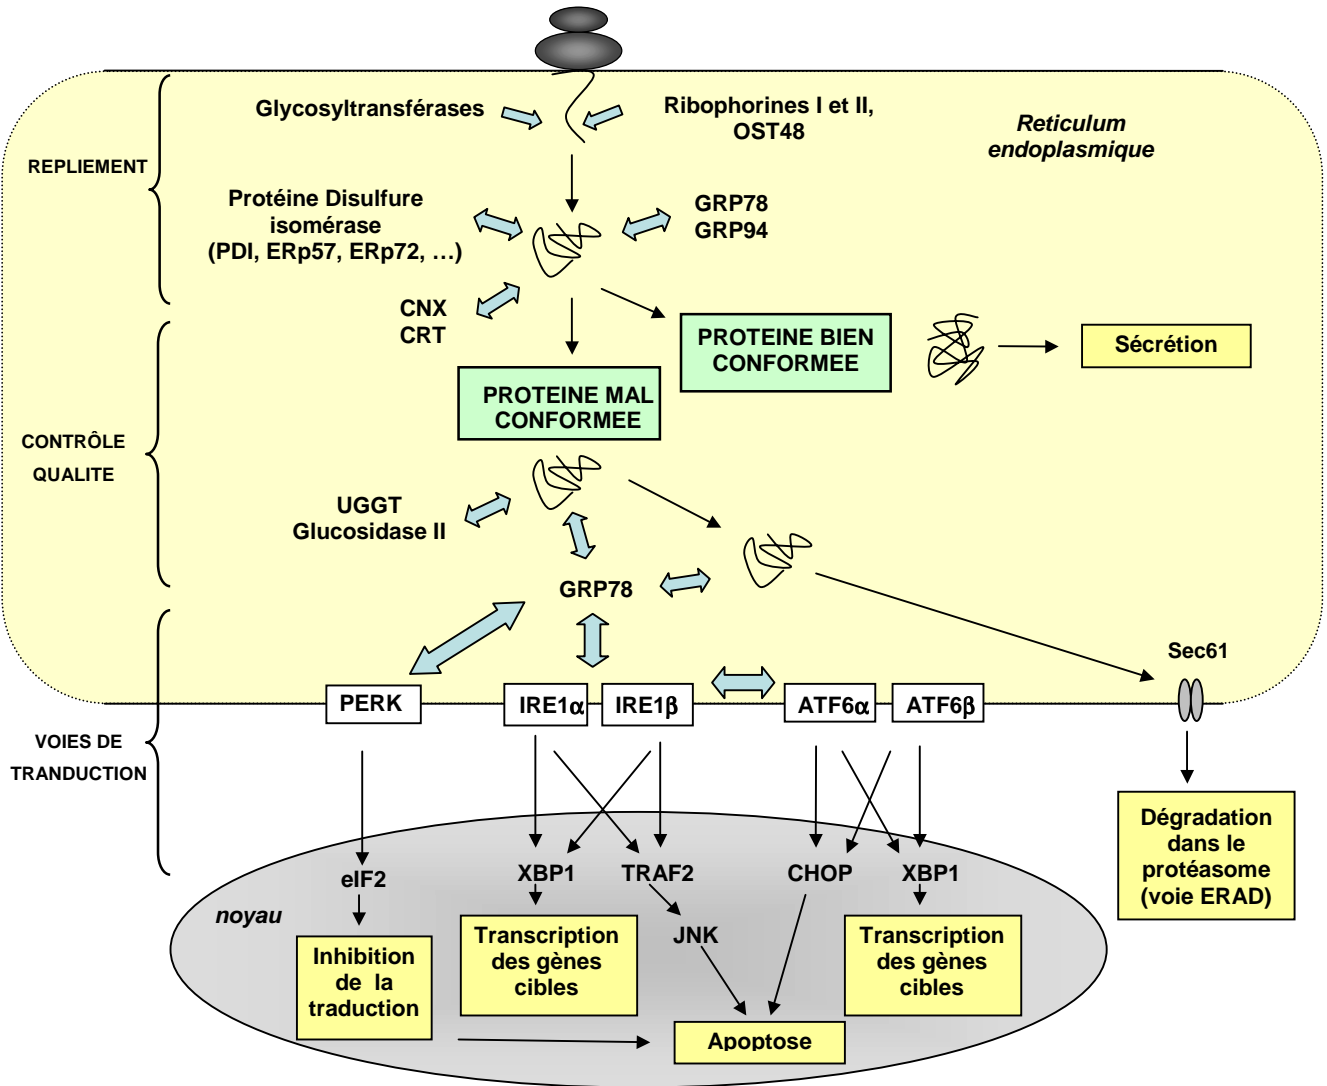 Glycosyltransférases
Ribophorines I et II,
OST48
Reticulum
endoplasmique
REPLIEMENT
Protéine Disulfure
isomérase
(PDI, ERp57, ERp72, …)
GRP78
GRP94
CNX
CRT
PROTEINE BIEN
CONFORMEE
Sécrétion
PROTEINE MAL
CONFORMEE
CONTRÔLE
QUALITE
UGGT
Glucosidase II
GRP78
Sec61
PERK
IRE1α
IRE1β
ATF6α
ATF6β
VOIES DE
TRANDUCTION
Dégradation
dans le
protéasome
(voie ERAD)
eIF2
XBP1
TRAF2
CHOP
XBP1
noyau
JNK
Inhibition
de la
traduction
Transcription
des gènes
cibles
Transcription
des gènes
cibles
Apoptose